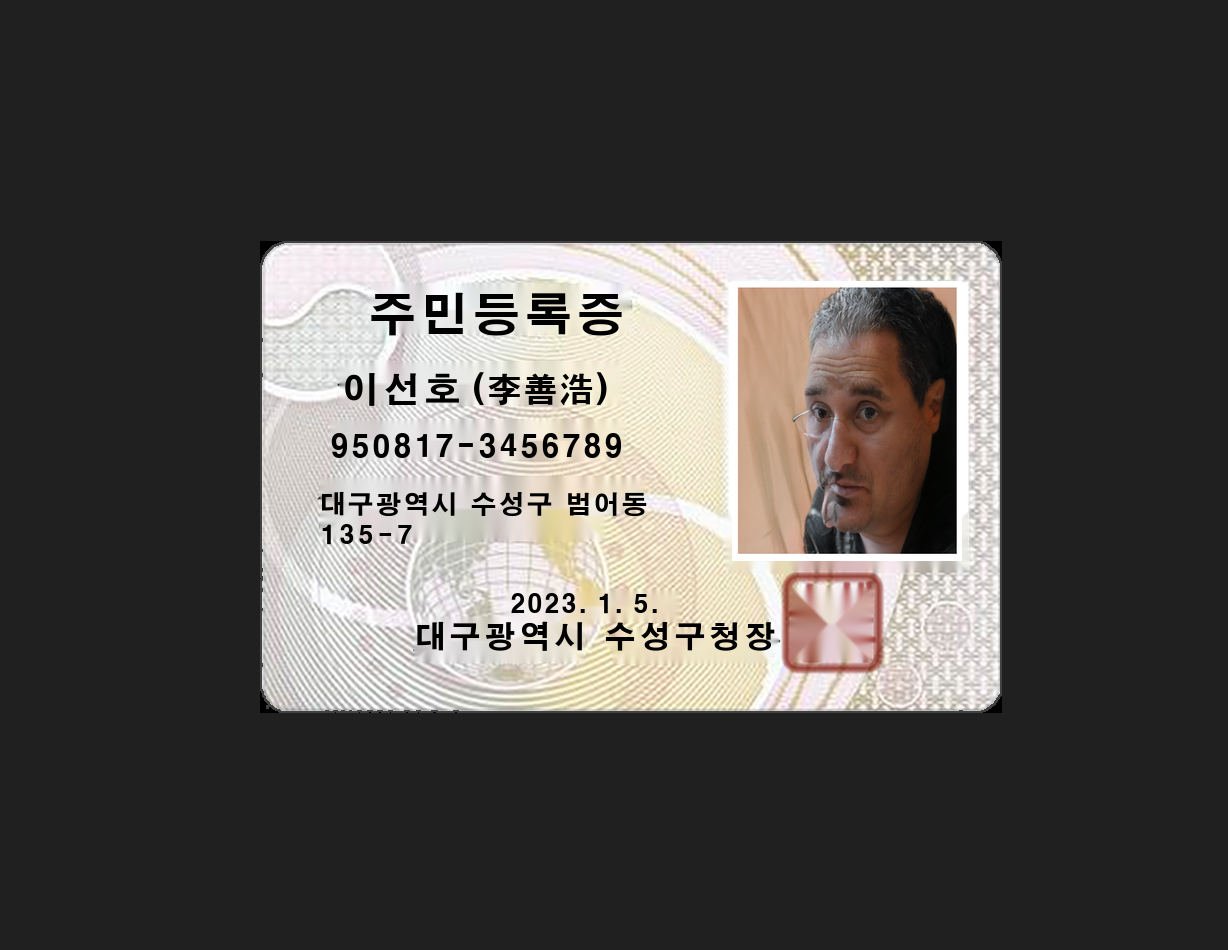 주민등록증
이선호 (李善浩)
950817-3456789
대구광역시 수성구 범어동
135-7
2023. 1. 5.
대구광역시 수성구청장